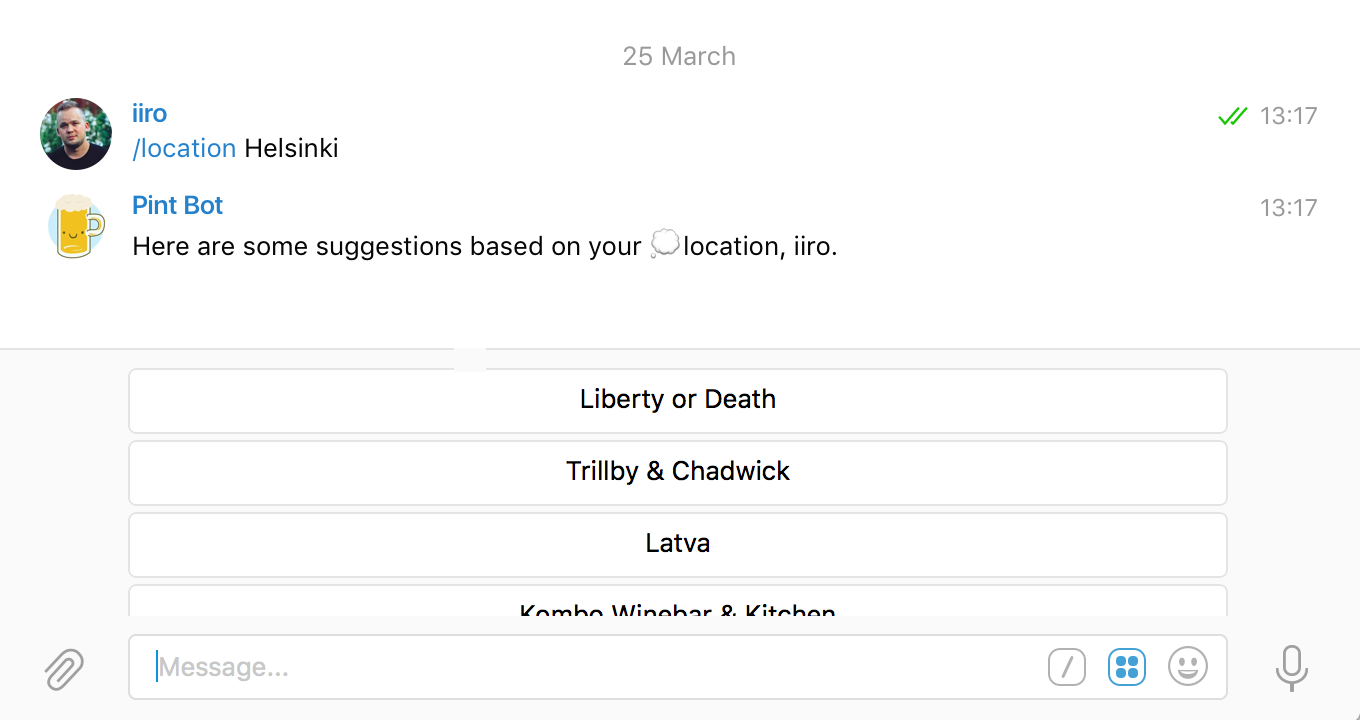 25 March
iiro
13:17
/location Helsinki
Pint Bot
13:17
Here are some suggestions based on your 💭location, iiro.
Liberty or Death
Trillby & Chadwick
Latva
Kombo Winebar & Kitchen
Message...